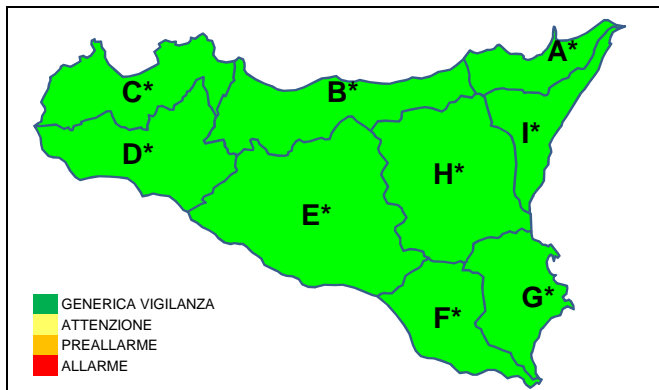 A*
C*
B*
I*
D*
H*
E*
G*
F*
GENERICA VIGILANZA
ATTENZIONE
PREALLARME
ALLARME